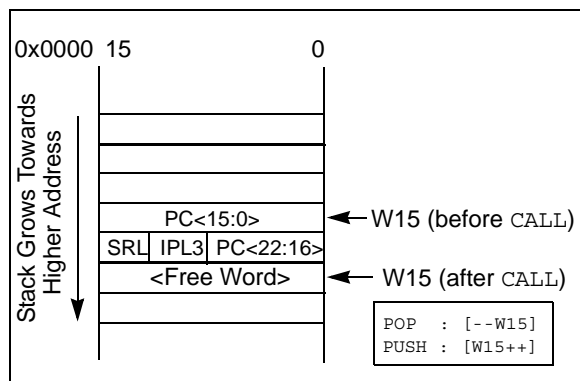 0x0000 15 0
Stack Grows Towards
Higher Address
PC<15:0>
W15 (before CALL)
SRL IPL3 PC<22:16>
<Free Word>
W15 (after CALL)
POP : [--W15]
PUSH : [W15++]